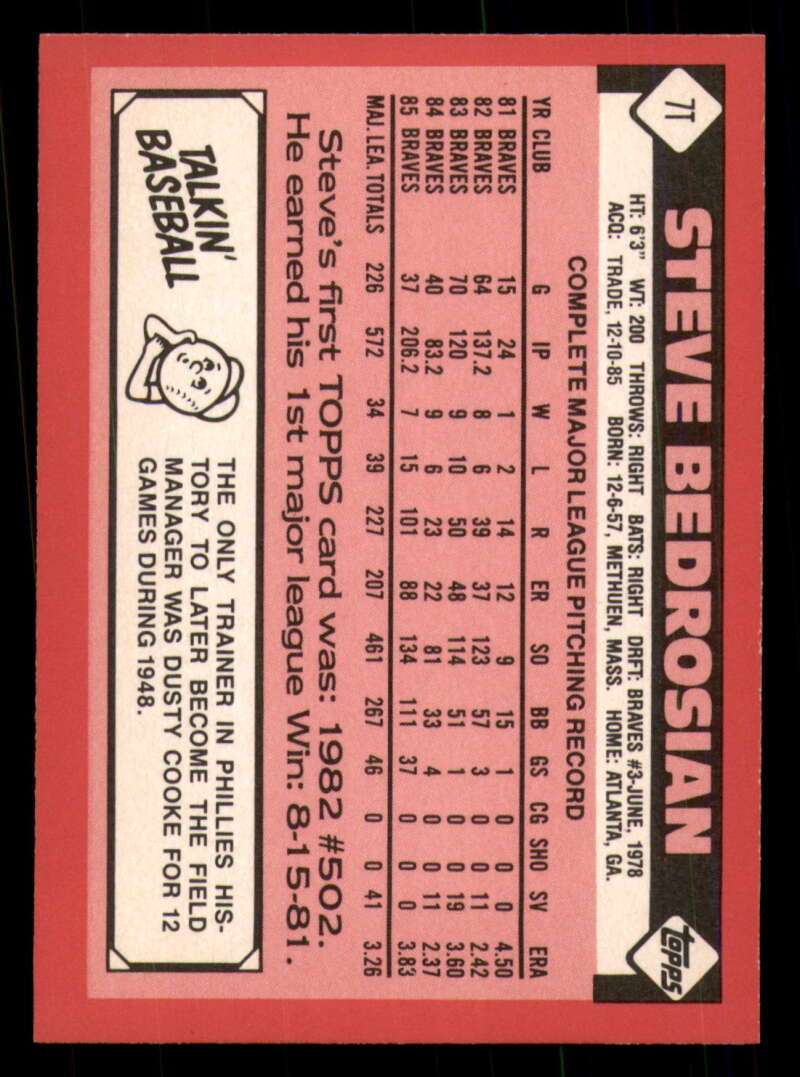 7T
STEVE BEDROSIAN
TOPPS
HT: 6'3" WT: 200 THROWS: RIGHT BATS: RIGHT DRFT: BRAVES #3-JUNE, 1978
ACQ: TRADE, 12-10-85 BORN: 12-6-57, METHUEN, MASS. HOME: ATLANTA, GA.
COMPLETE MAJOR LEAGUE PITCHING RECORD
YR CLUB G IP W L R ER SO BB GS CG SHO SV ERA
81 BRAVES 15 24 1 2 14 12 9 15 1 0 0 0 4.50
82 BRAVES 64 137.2 8 6 39 37 123 57 3 0 0 11 2.42
83 BRAVES 70 120 9 10 50 48 114 51 1 0 0 19 3.60
84 BRAVES 40 83.2 9 6 23 22 81 33 4 0 0 11 2.37
85 BRAVES 37 206.2 7 15 101 88 134 111 37 0 0 0 3.83
MAJ. LEA. TOTALS 226 572 34 39 227 207 461 267 46 0 0 41 3.26
Steve's first TOPPS card was: 1982 #502.
He earned his 1st major league Win: 8-15-81.
TALKIN'
BASEBALL
THE ONLY TRAINER IN PHILLIES HIS-
TORY TO LATER BECOME THE FIELD
MANAGER WAS DUSTY COOKE FOR 12
GAMES DURING 1948.